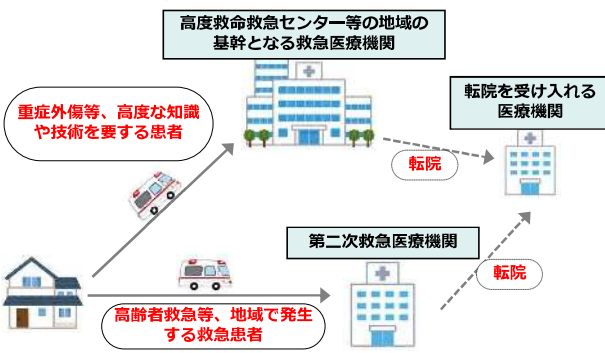 高度救命救急センター等の地域の
基幹となる救急医療機関
転院を受け入れる
医療機関
重症外傷等、高度な知識
や技術を要する患者
転院
第二次救急医療機関
転院
高齢者救急等、地域で発生
する救急患者